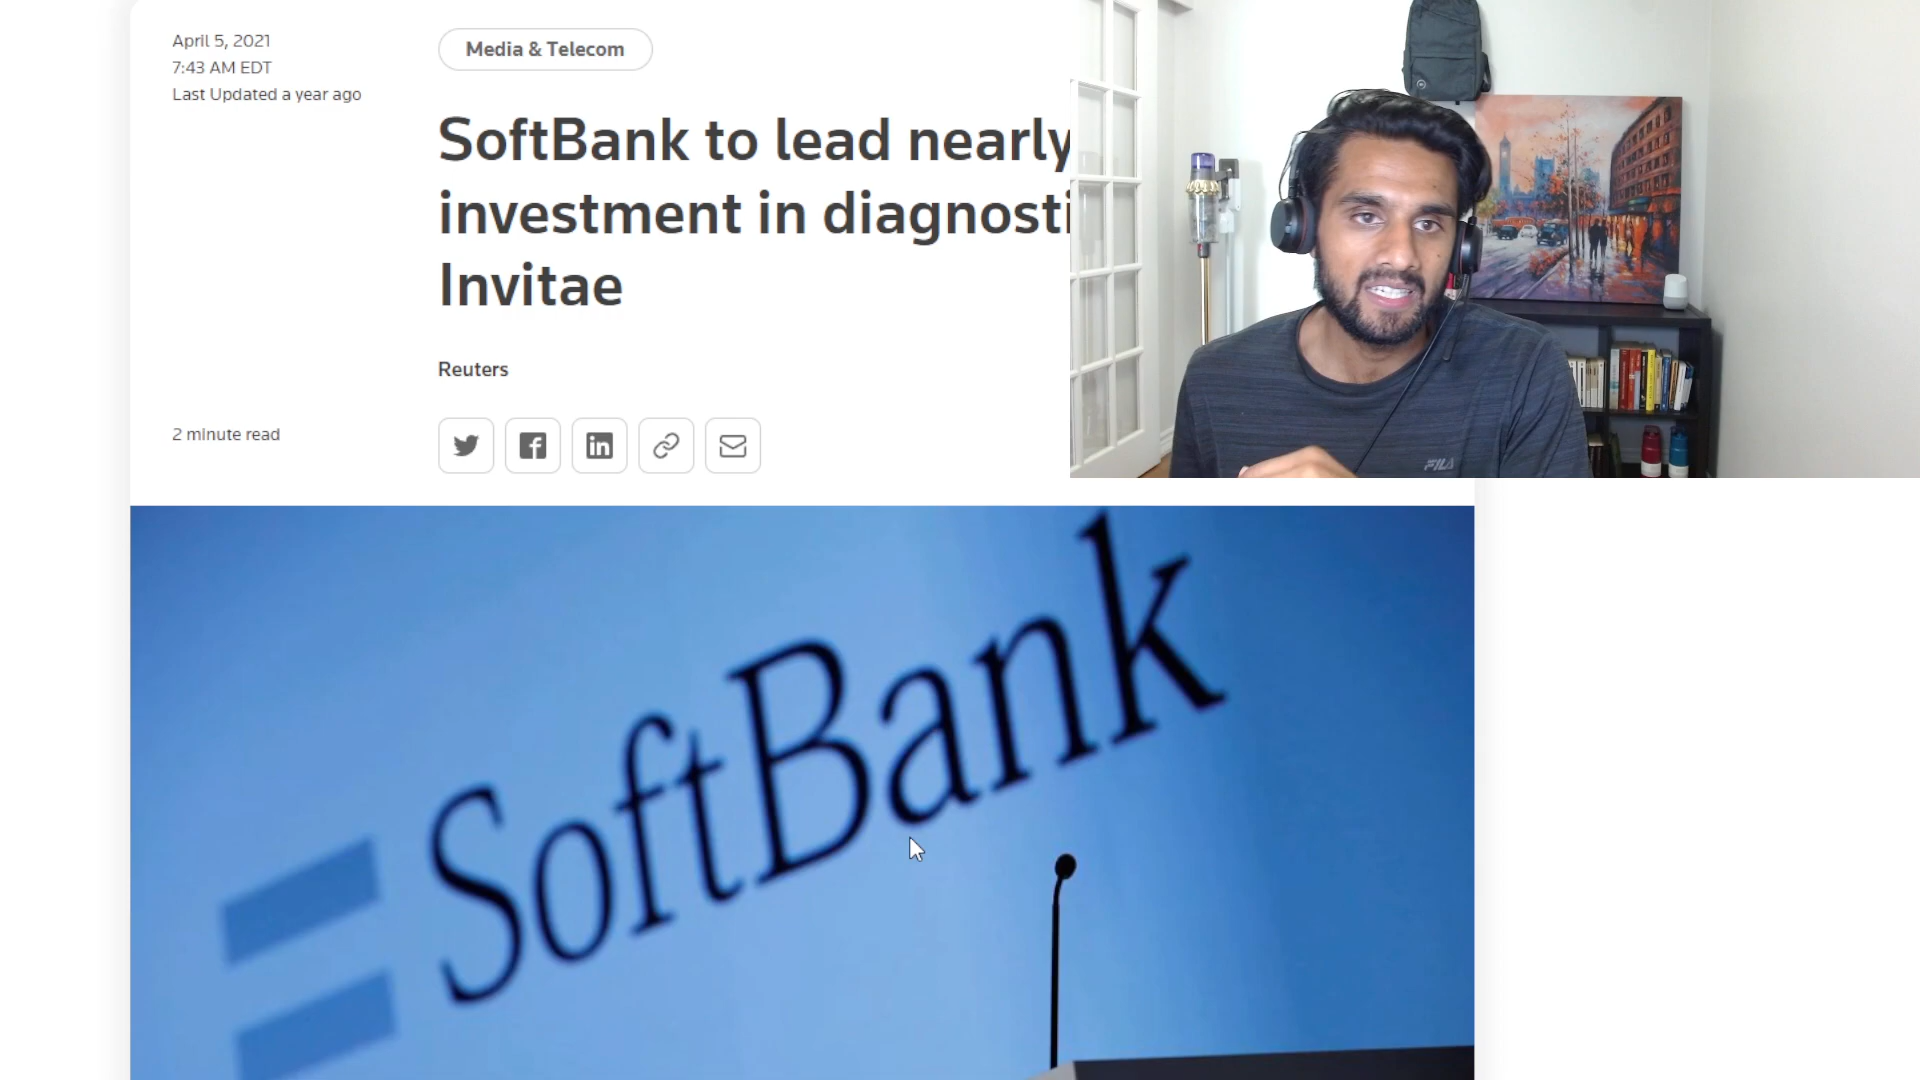 April 5, 2021
7:43 AM EDT
Last Updated a year ago
Media & Telecom
SoftBank to lead nearly
investment in diagnosti
Invitae
Reuters
2 minute read
SoftBank
FILA